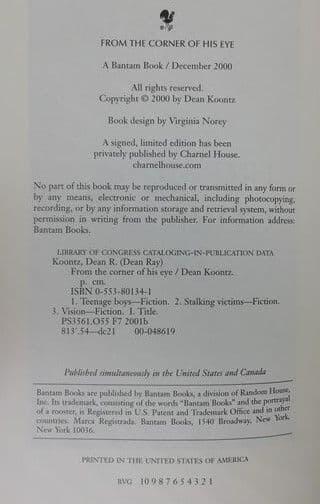 FROM THE CORNER OF HIS EYE
A Bantam Book / December 2000
All rights reserved.
Copyright © 2000 by Dean Koontz
Book design by Virginia Norey
A signed, limited edition has been
privately published by Charnel House.
charnelhouse.com
No part of this book may be reproduced or transmitted in any form or
by any means, electronic or mechanical, including photocopying,
recording, or by any information storage and retrieval system, without
permission in writing from the publisher. For information address:
Bantam Books.
LIBRARY OF CONGRESS CATALOGING-IN-PUBLICATION DATA
Koontz, Dean R. (Dean Ray)
From the corner of his eye / Dean Koontz.
p. cm.
ISBN 0-553-80134-1
1. Teenage boys—Fiction. 2. Stalking victims—Fiction.
3. Vision—Fiction. I. Title.
PS3561.O55 F7 2001b
813'.54—dc21 00-048619
Published simultaneously in the United States and Canada
Bantam Books are published by Bantam Books, a division of Random House,
Inc. Its trademark, consisting of the words "Bantam Books" and the portrayal
of a rooster, is Registered in U.S. Patent and Trademark Office and in other
countries. Marca Registrada. Bantam Books, 1540 Broadway, New York,
New York 10036.
PRINTED IN THE UNITED STATES OF AMERICA
BVG 10 9 8 7 6 5 4 3 2 1